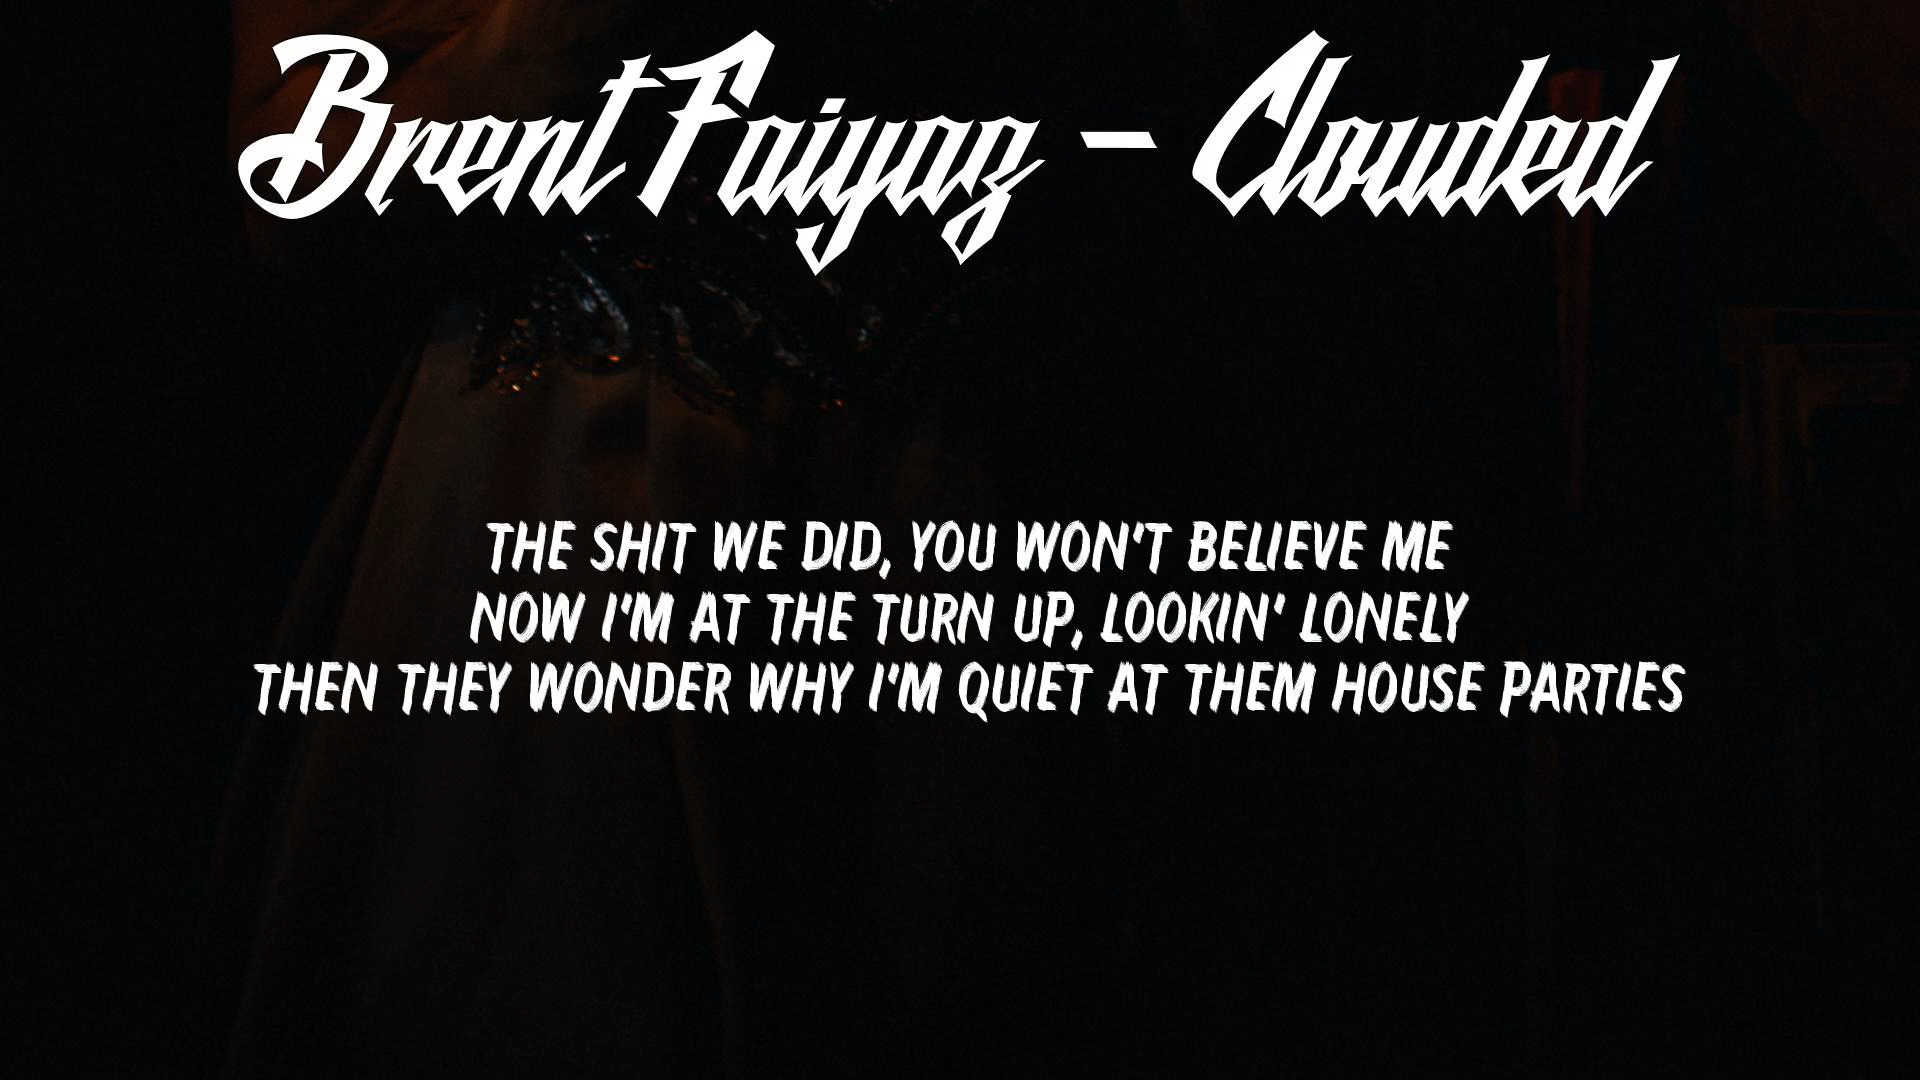 Brent Faiyaz - Clouded
THE SHIT WE DID, YOU WON'T BELIEVE ME
NOW I'M AT THE TURN UP, LOOKIN' LONELY
THEN THEY WONDER WHY I'M QUIET AT THEM HOUSE PARTIES